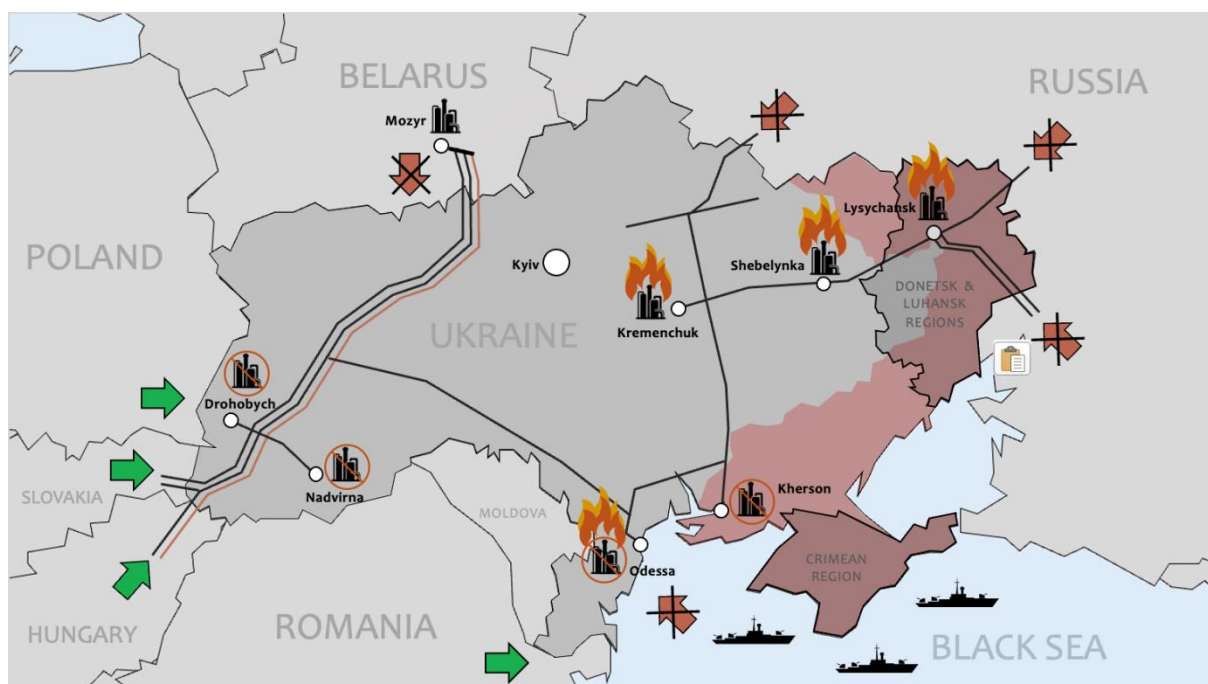 BELARUS
RUSSIA
Mozyr
POLAND
Lysychansk
Kyiv
Shebelynka
DONETSK &
LUHANSK
REGIONS
UKRAINE
Kremenchuk
Drohobych
SLOVAKIA
Nadvirna
MOLDOVA
Kherson
Odessa
CRIMEAN
REGION
HUNGARY
ROMANIA
BLACK SEA